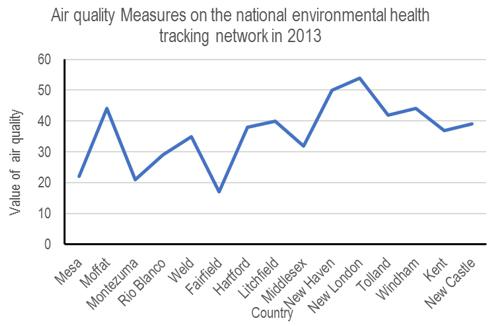 Air quality Measures on the national environmental health
tracking network in 2013
Value of air quality
60
50
40
30
20
10
0
Mesa
Moffat
Montezuma
Rio Blanco
Weld
Fairfield
Hartford
Litchfield
Middlesex
New Haven
New London
Tolland
Windham
Kent
New Castle
Country